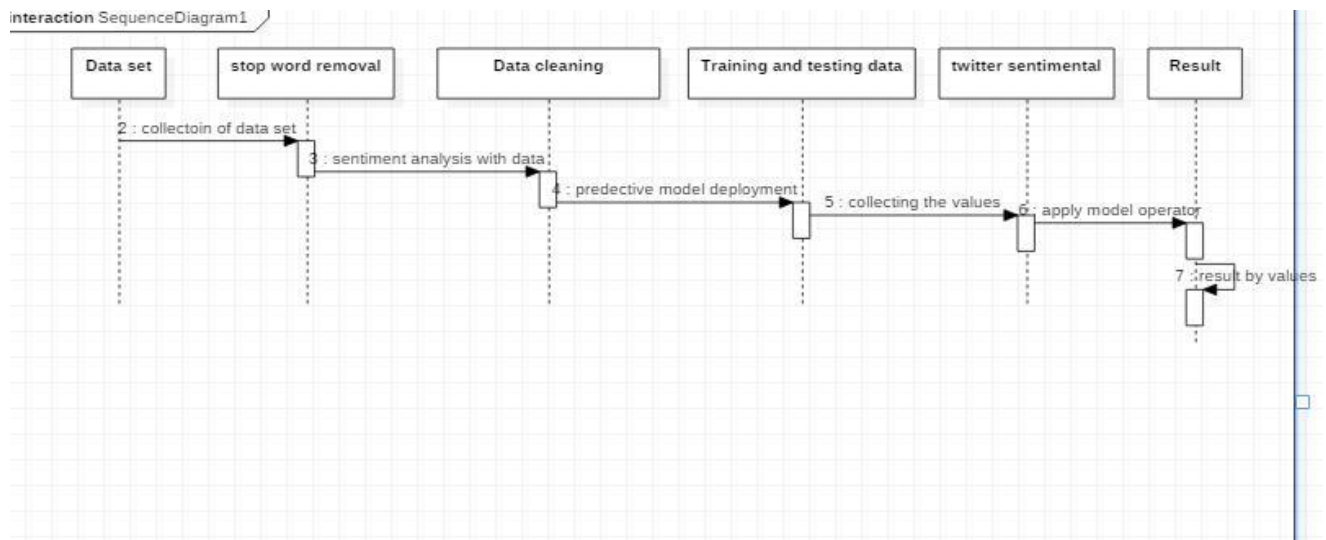 interaction SequenceDiagram1
Data set
stop word removal
Data cleaning
Training and testing data
twitter sentimental
Result
2 : collectoin of data set
3 : sentiment analysis with data
4 : predective model deployment
5 : collecting the values
6 : apply model operator
7 : result by values